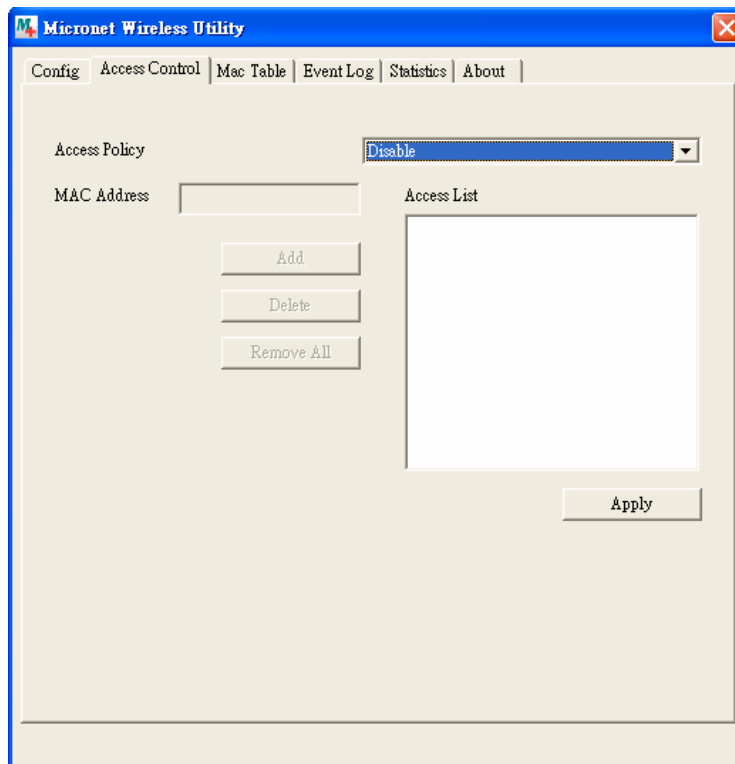 Micronet Wireless Utility
Config Access Control Mac Table Event Log Statistics About
Access Policy Disable
MAC Address Access List
Add
Delete
Remove All
Apply